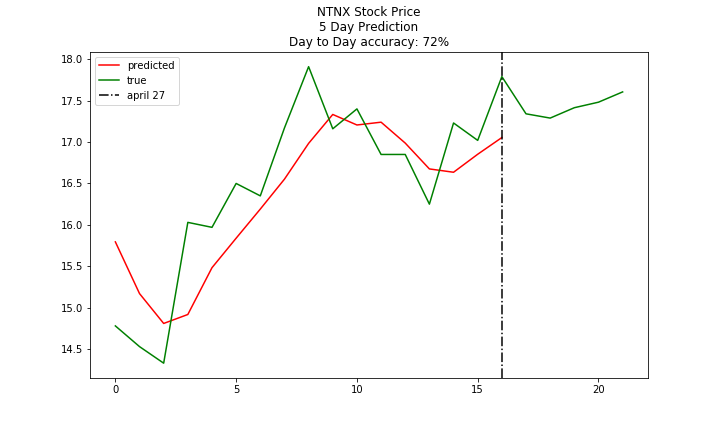 NTNX Stock Price
5 Day Prediction
Day to Day accuracy: 72%
predicted
true
april 27
18.0
17.5
17.0
16.5
16.0
15.5
15.0
14.5
0
5
10
15
20